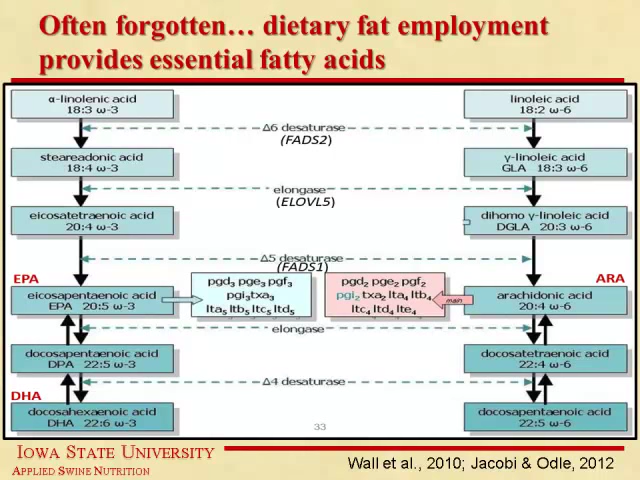 Often forgotten… dietary fat employment
provides essential fatty acids
α-linolenic acid
18:3 ω-3
linoleic acid
18:2 ω-6
Δ6 desaturase
(FADS2)
stearedonic acid
18:4 ω-3
γ-linoleic acid
GLA 18:3 ω-6
elongase
(ELOVL5)
eicosatetraenoic acid
20:4 ω-3
dihomo γ-linoleic acid
DGLA 20:3 ω-6
Δ5 desaturase
(FADS1)
EPA
ARA
eicosapentaenoic acid
EPA 20:5 ω-3
pgd3 pge3 pgf3
pgi3txa3
lta5 ltb5 ltc5 ltd5
pgd2 pge2 pgf2
pgi2 txa2 lta4 ltb4
ltc4 ltd4 lte4
main
arachidonic acid
20:4 ω-6
elongase
docosapentaenoic acid
DPA 22:5 ω-3
docosatetraenoic acid
22:4 ω-6
Δ4 desaturase
DHA
docosahexaenoic acid
DHA 22:6 ω-3
docosapentaenoic acid
22:5 ω-6
33
IOWA STATE UNIVERSITY
APPLIED SWINE NUTRITION
Wall et al., 2010; Jacobi & Odle, 2012